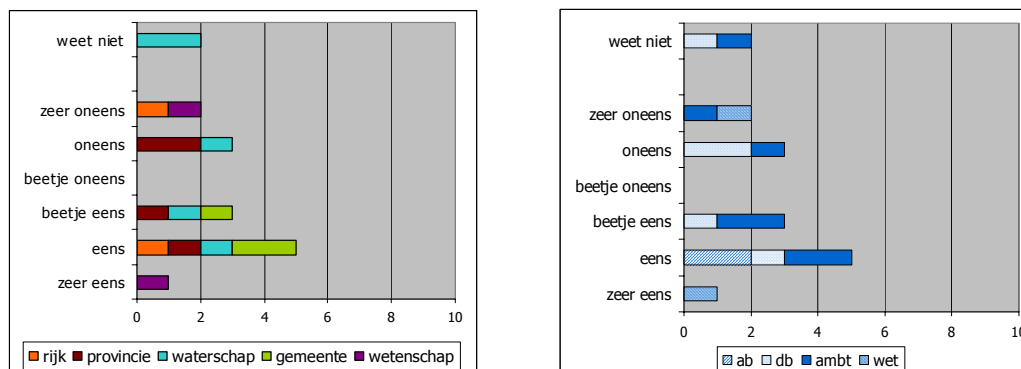 weet niet
zeer oneens
oneens
beetje oneens
beetje eens
eens
zeer eens
0 2 4 6 8 10
rijk provincie waterschap gemeente wetenschap
weet niet
zeer oneens
oneens
beetje oneens
beetje eens
eens
zeer eens
0 2 4 6 8 10
ab db ambt wet